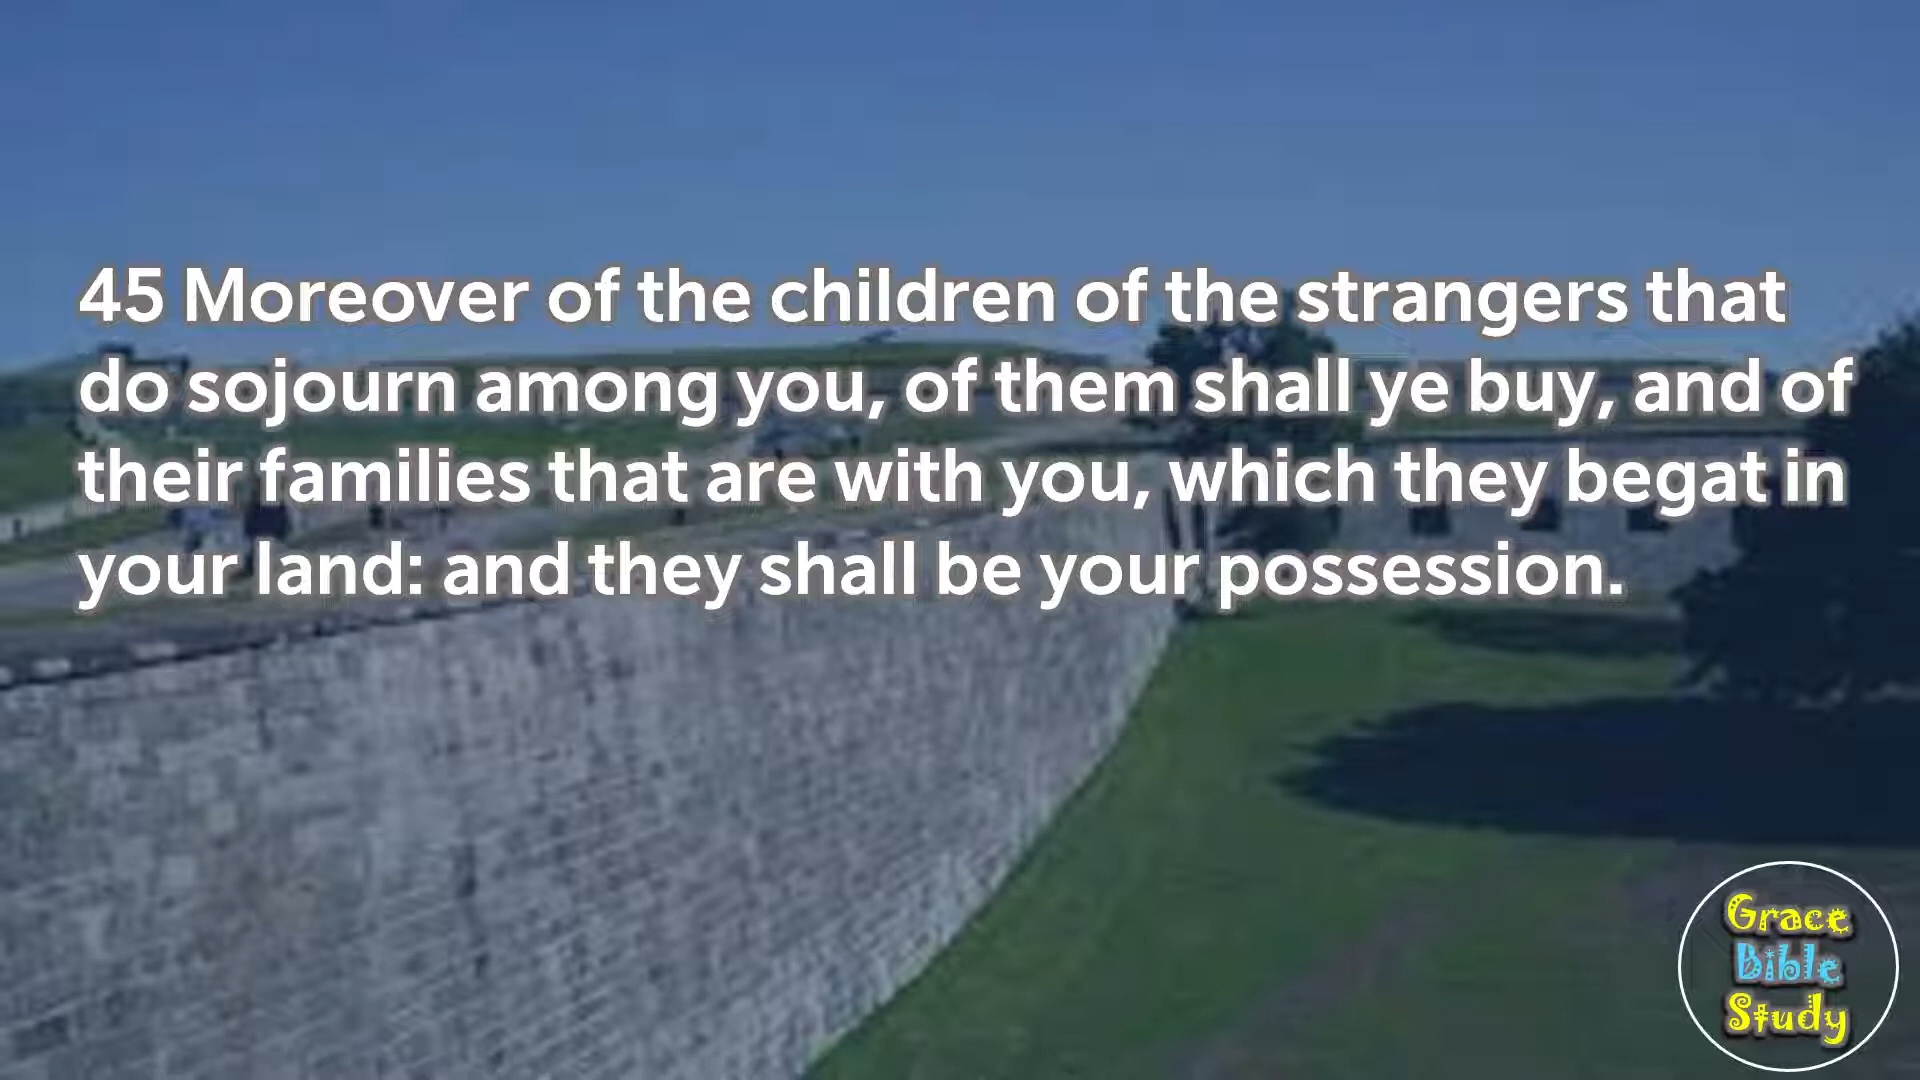 45 Moreover of the children of the strangers that
do sojourn among you, of them shall ye buy, and of
their families that are with you, which they begat in
your land: and they shall be your possession.
Grace
Bible
Study